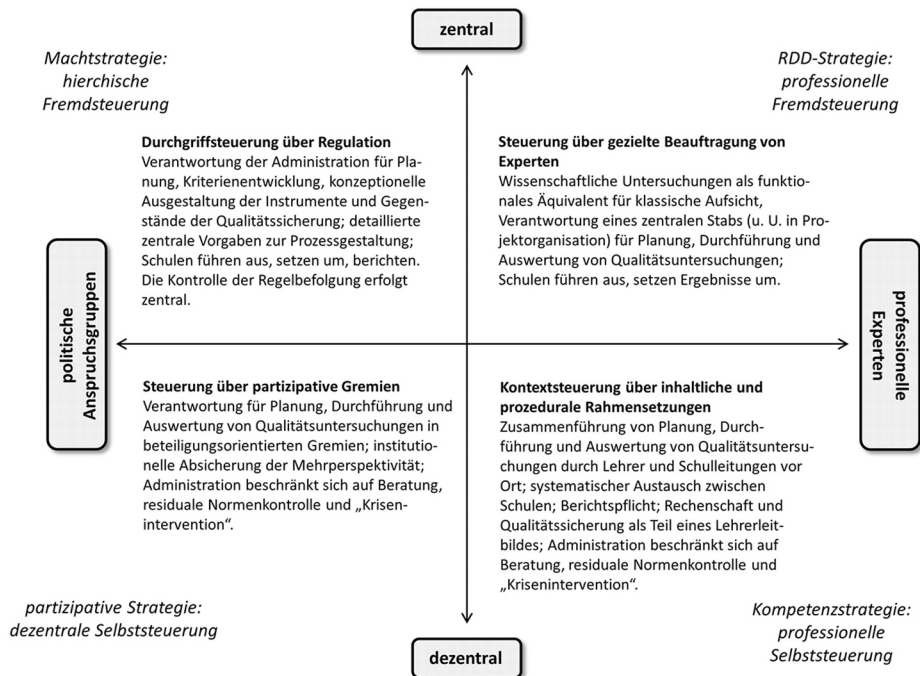 zentral
Machtstrategie:
hierchische
Fremdsteuerung
RDD-Strategie:
professionelle
Fremdsteuerung
Durchgriffsteuerung über Regulation
Verantwortung der Administration für Pla-
nung, Kriterienentwicklung, konzeptionelle
Ausgestaltung der Instrumente und Gegen-
stände der Qualitätssicherung; detaillierte
zentrale Vorgaben zur Prozessgestaltung;
Schulen führen aus, setzen um, berichten.
Die Kontrolle der Regelbefolgung erfolgt
zentral.
Steuerung über gezielte Beauftragung von
Experten
Wissenschaftliche Untersuchungen als funktio-
nales Äquivalent für klassische Aufsicht,
Verantwortung eines zentralen Stabs (u. U. in Pro-
jektorganisation) für Planung, Durchführung und
Auswertung von Qualitätsuntersuchungen;
Schulen führen aus, setzen Ergebnisse um.
politische
Anspruchsgruppen
professionelle
Experten
Steuerung über partizipative Gremien
Verantwortung für Planung, Durchführung und
Auswertung von Qualitätsuntersuchungen in
beteiligungsorientierten Gremien; institutio-
nelle Absicherung der Mehrperspektivität;
Administration beschränkt sich auf Beratung,
residuale Normenkontrolle und „Krisen-
intervention“.
Kontextsteuerung über inhaltliche und
prozedurale Rahmensetzungen
Zusammenführung von Planung, Durch-
führung und Auswertung von Qualitätsuntersu-
chungen durch Lehrer und Schulleitungen vor
Ort; systematischer Austausch zwischen
Schulen; Berichtspflicht; Rechenschaft und
Qualitätssicherung als Teil eines Lehrerleit-
bildes; Administration beschränkt sich auf
Beratung, residuale Normenkontrolle und
„Krisenintervention“.
partizipative Strategie:
dezentrale Selbststeuerung
Kompetenzstrategie:
professionelle
Selbststeuerung
dezentral